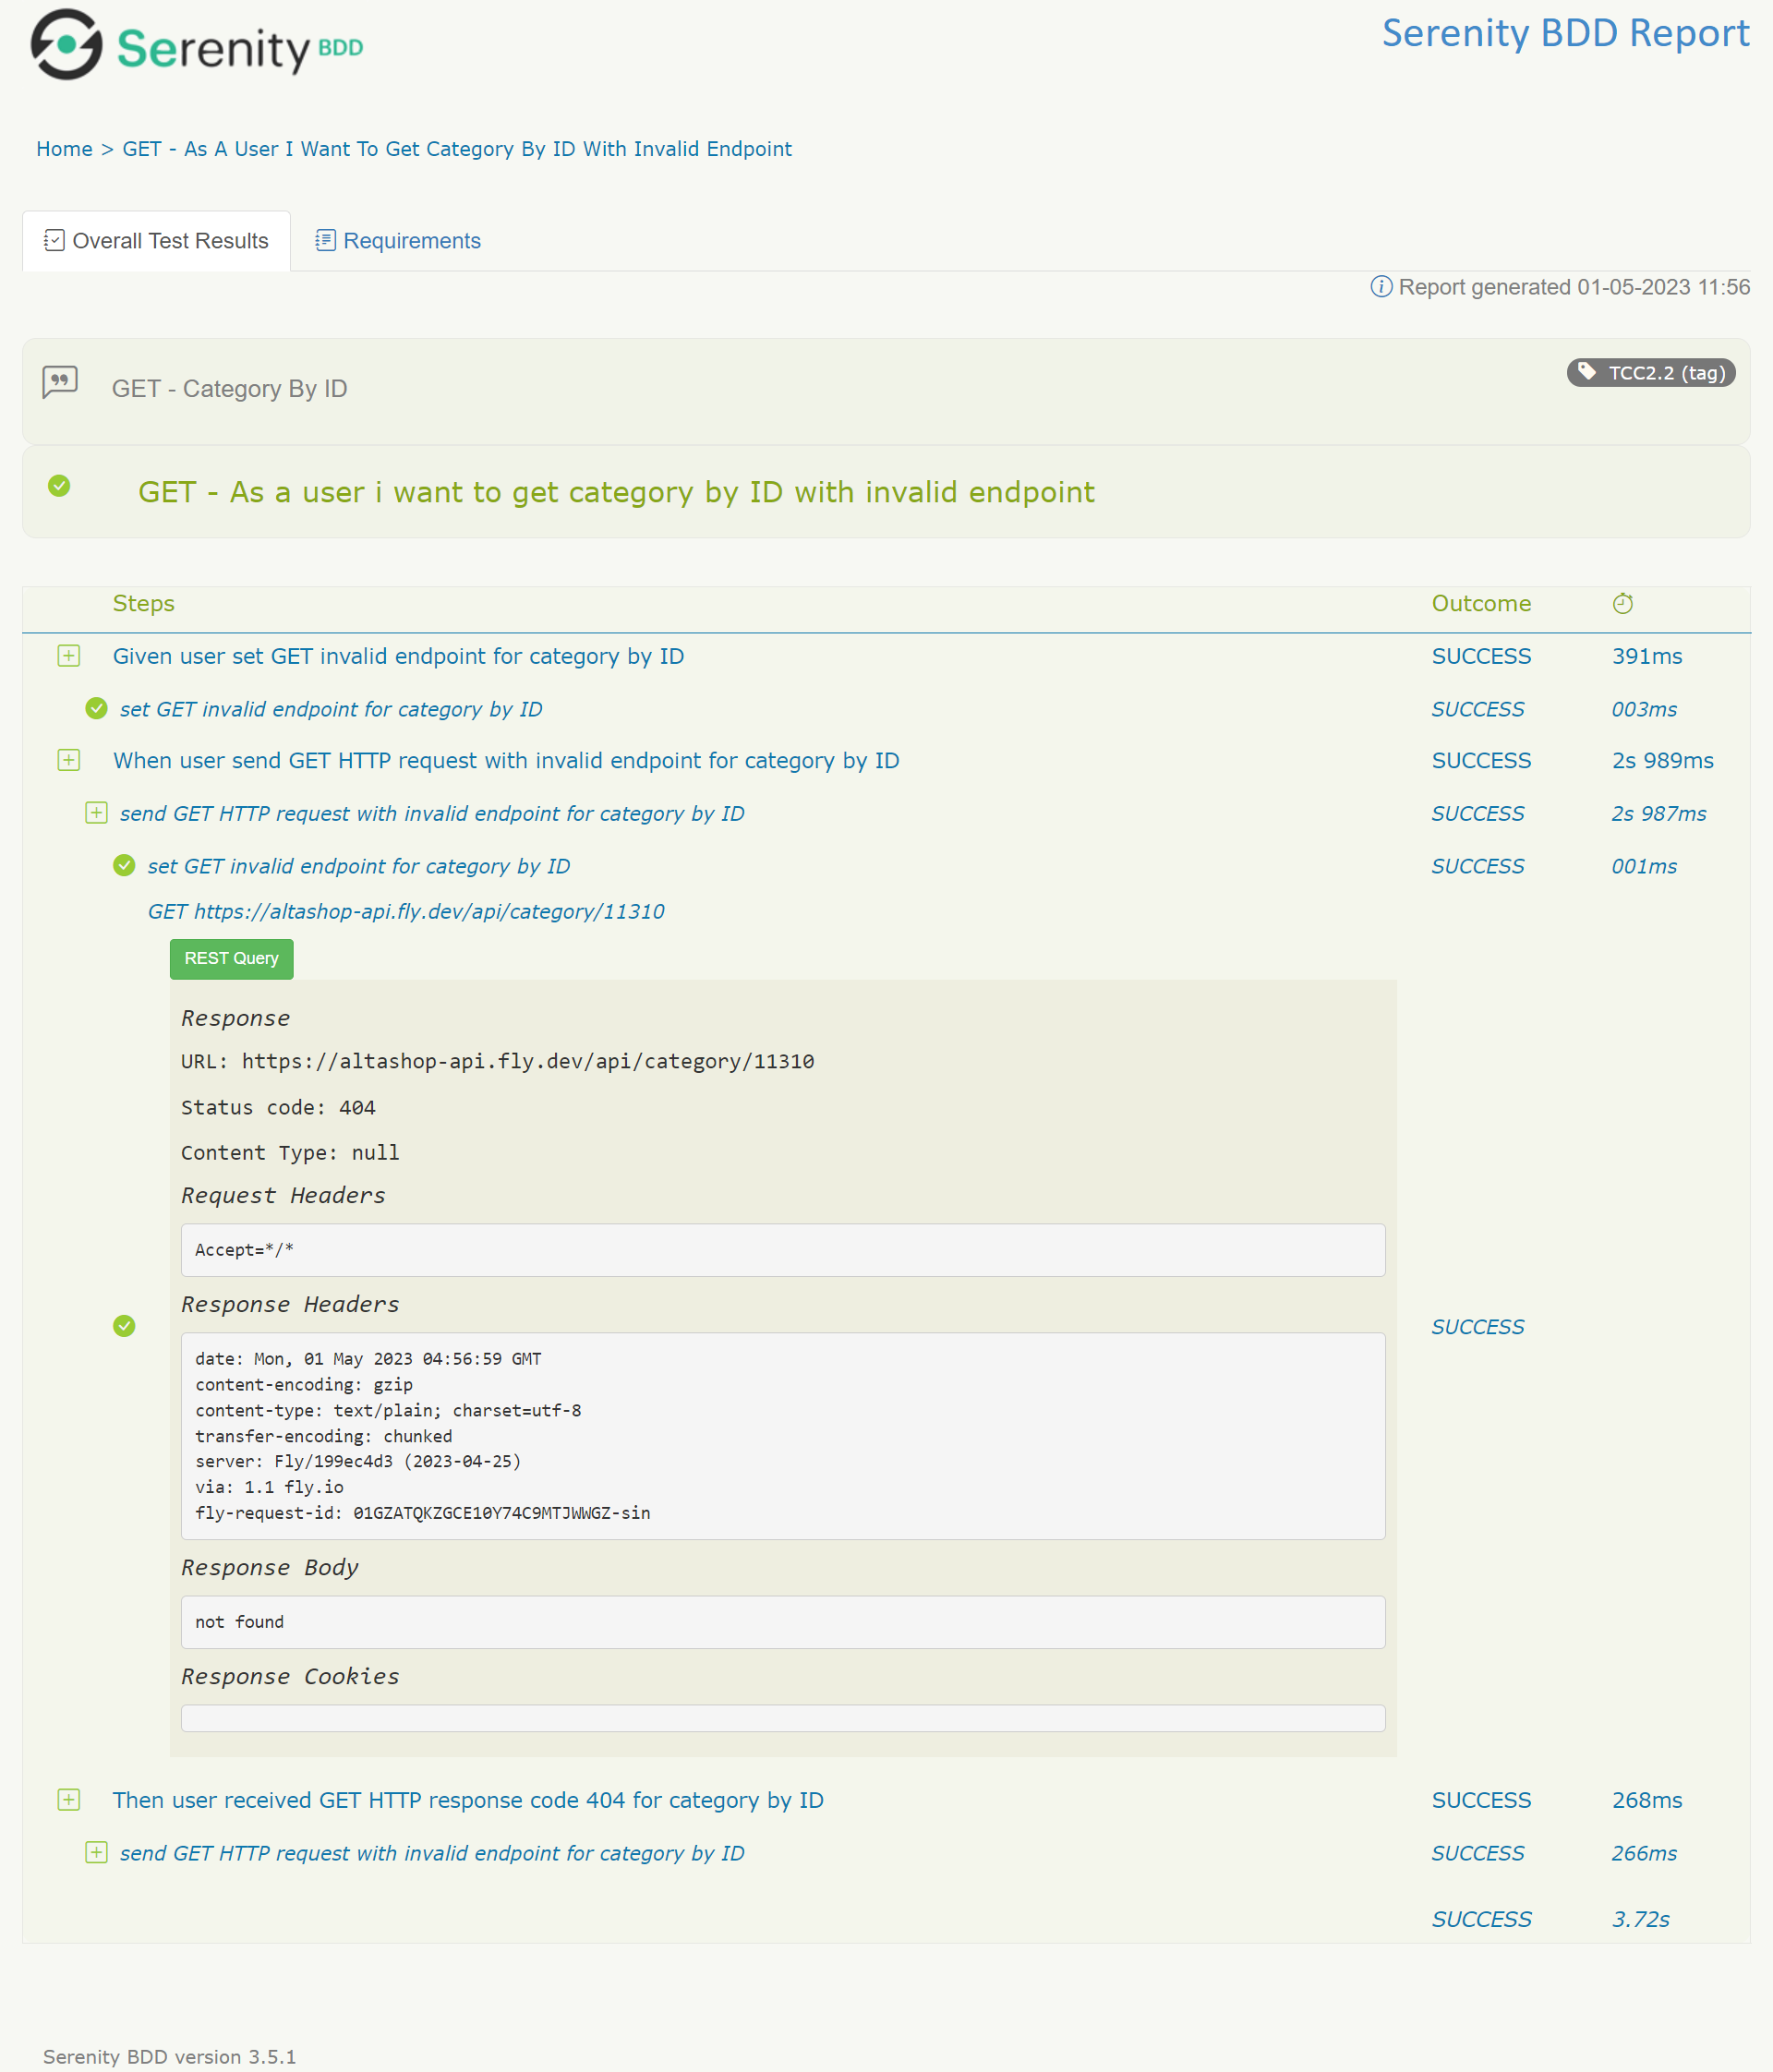 Serenity BDD
Serenity BDD Report
Home > GET - As A User I Want To Get Category By ID With Invalid Endpoint
Overall Test Results
Requirements
Report generated 01-05-2023 11:56
GET - Category By ID
TCC2.2 (tag)
GET - As a user i want to get category by ID with invalid endpoint
Steps Outcome
Given user set GET invalid endpoint for category by ID SUCCESS 391ms
set GET invalid endpoint for category by ID SUCCESS 003ms
When user send GET HTTP request with invalid endpoint for category by ID SUCCESS 2s 989ms
send GET HTTP request with invalid endpoint for category by ID SUCCESS 2s 987ms
set GET invalid endpoint for category by ID SUCCESS 001ms
GET https://altashop-api.fly.dev/api/category/11310
REST Query
Response
URL: https://altashop-api.fly.dev/api/category/11310
Status code: 404
Content Type: null
Request Headers
Accept=*/*
Response Headers
SUCCESS
date: Mon, 01 May 2023 04:56:59 GMT
content-encoding: gzip
content-type: text/plain; charset=utf-8
transfer-encoding: chunked
server: Fly/199ec4d3 (2023-04-25)
via: 1.1 fly.io
fly-request-id: 01GZATQKZGCE10Y74C9MTJWWGZ-sin
Response Body
not found
Response Cookies
Then user received GET HTTP response code 404 for category by ID SUCCESS 268ms
send GET HTTP request with invalid endpoint for category by ID SUCCESS 266ms
SUCCESS 3.72s
Serenity BDD version 3.5.1